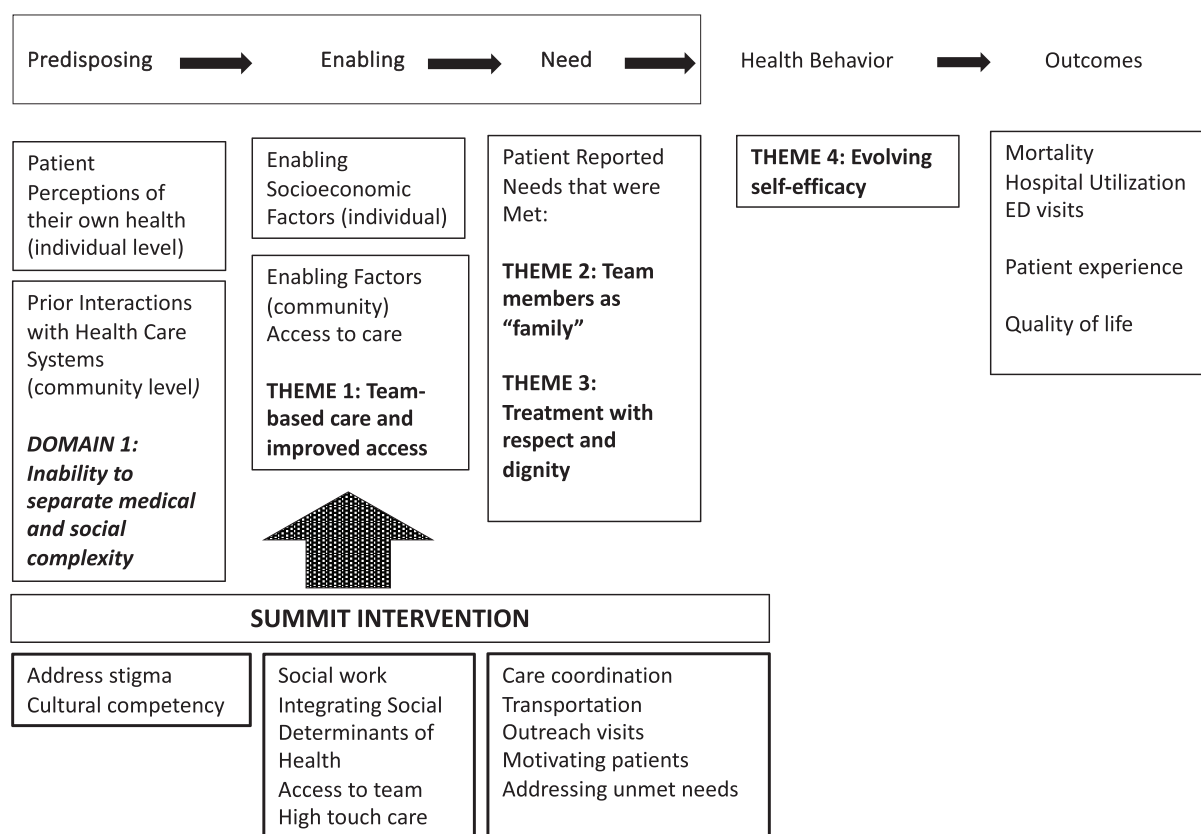 Predisposing
Enabling
Need
Health Behavior
Outcomes
Patient
Perceptions of
their own health
(individual level)
Prior Interactions
with Health Care
Systems
(community level)
DOMAIN 1:
Inability to
separate medical
and social
complexity
Enabling
Socioeconomic
Factors (individual)
Enabling Factors
(community)
Access to care
THEME 1: Team-
based care and
improved access
Patient Reported
Needs that were
Met:
THEME 2: Team
members as
“family”
THEME 3:
Treatment with
respect and
dignity
THEME 4: Evolving
self-efficacy
Mortality
Hospital Utilization
ED visits
Patient experience
Quality of life
SUMMIT INTERVENTION
Address stigma
Cultural competency
Social work
Integrating Social
Determinants of
Health
Access to team
High touch care
Care coordination
Transportation
Outreach visits
Motivating patients
Addressing unmet needs